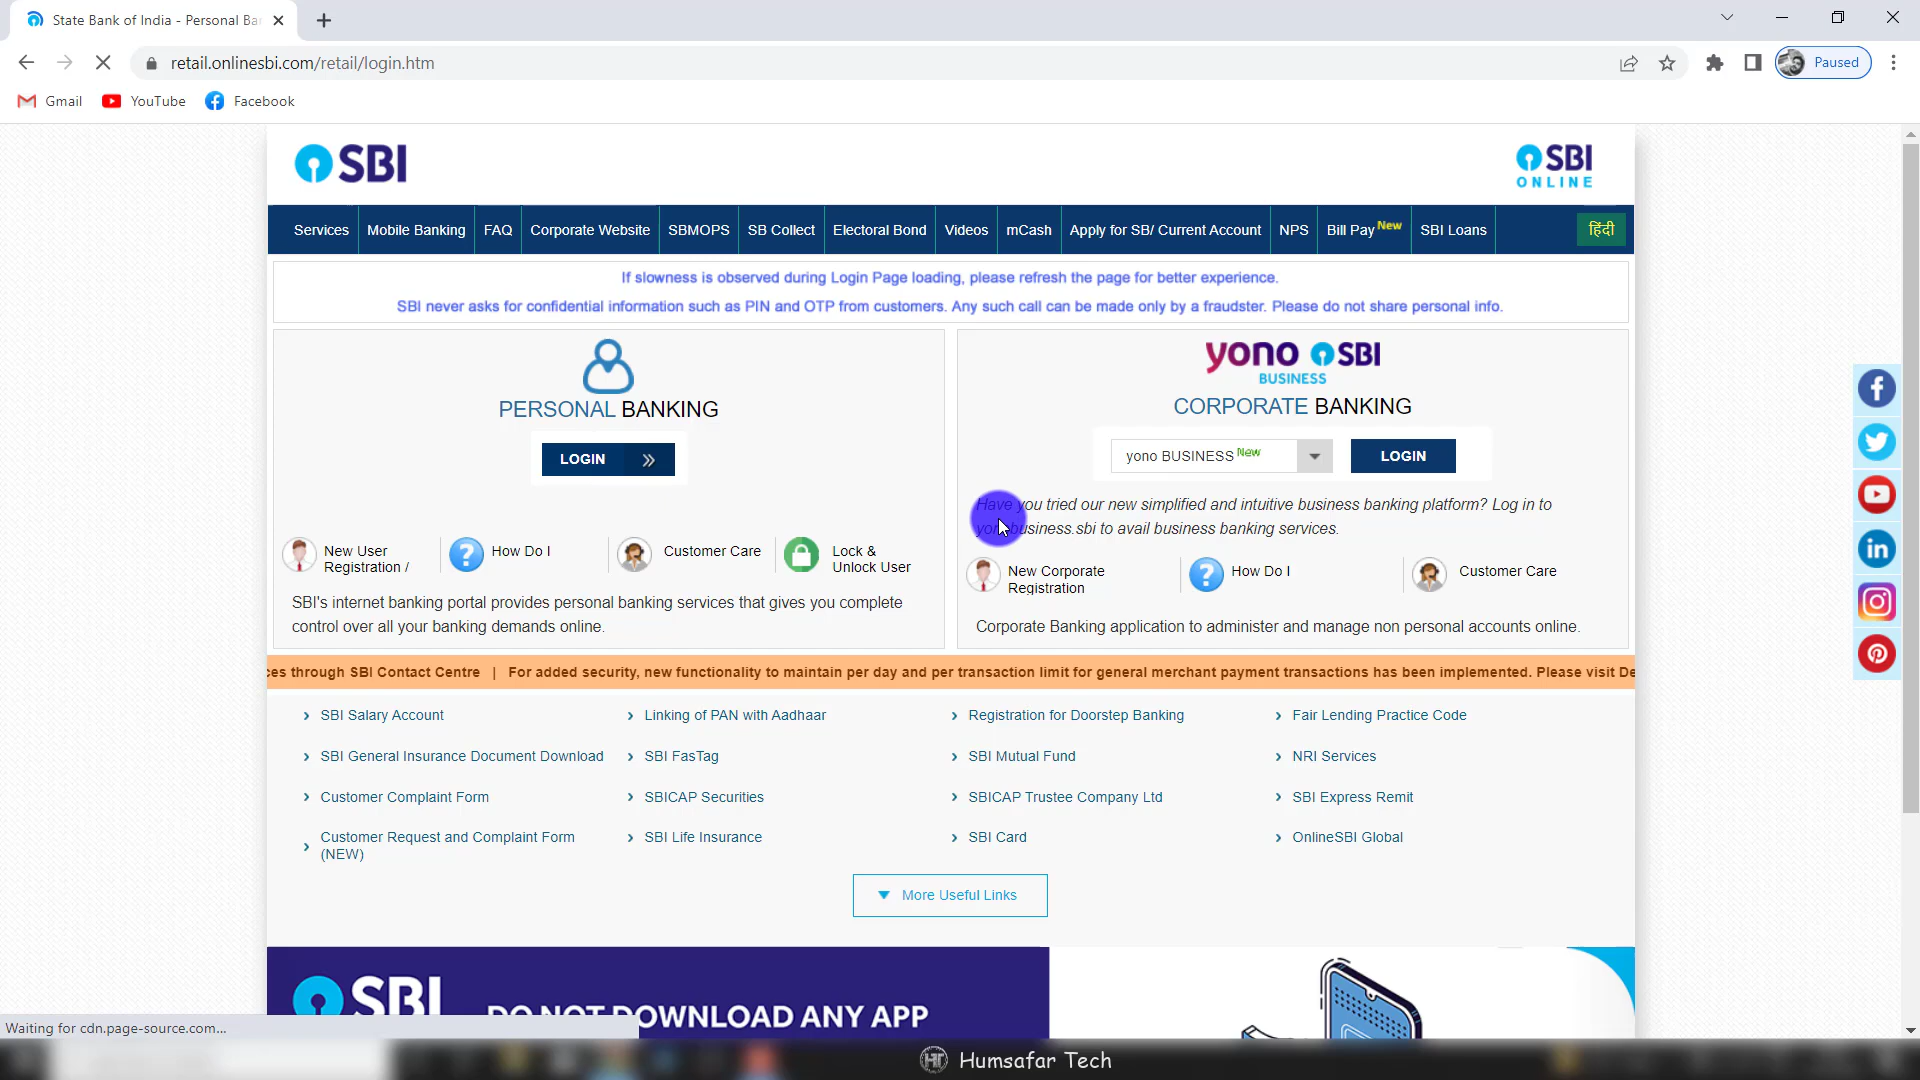 State Bank of India - Personal Ba
retail.onlinesbi.com/retail/login.htm
Paused
Gmail YouTube Facebook
SBI
SBI
ONLINE
Services Mobile Banking FAQ Corporate Website SBMOPS SB Collect Electoral Bond Videos mCash Apply for SB/ Current Account NPS Bill Pay New SBI Loans हिंदी
If slowness is observed during Login Page loading, please refresh the page for better experience.
SBI never asks for confidential information such as PIN and OTP from customers. Any such call can be made only by a fraudster. Please do not share personal info.
PERSONAL BANKING
LOGIN
New User
Registration /
How Do I
Customer Care
Lock &
Unlock User
SBI's internet banking portal provides personal banking services that gives you complete
control over all your banking demands online.
yono SBI
BUSINESS
CORPORATE BANKING
yono BUSINESS New
LOGIN
Have you tried our new simplified and intuitive business banking platform? Log in to
yonobusiness.sbi to avail business banking services.
New Corporate
Registration
How Do I
Customer Care
Corporate Banking application to administer and manage non personal accounts online.
ces through SBI Contact Centre | For added security, new functionality to maintain per day and per transaction limit for general merchant payment transactions has been implemented. Please visit De
SBI Salary Account Linking of PAN with Aadhaar Registration for Doorstep Banking Fair Lending Practice Code
SBI General Insurance Document Download SBI FasTag SBI Mutual Fund NRI Services
Customer Complaint Form SBICAP Securities SBICAP Trustee Company Ltd SBI Express Remit
Customer Request and Complaint Form
(NEW)
SBI Life Insurance SBI Card OnlineSBI Global
More Useful Links
SBI
DO NOT DOWNLOAD ANY APP
Waiting for cdn.page-source.com...
HT Humsafar Tech